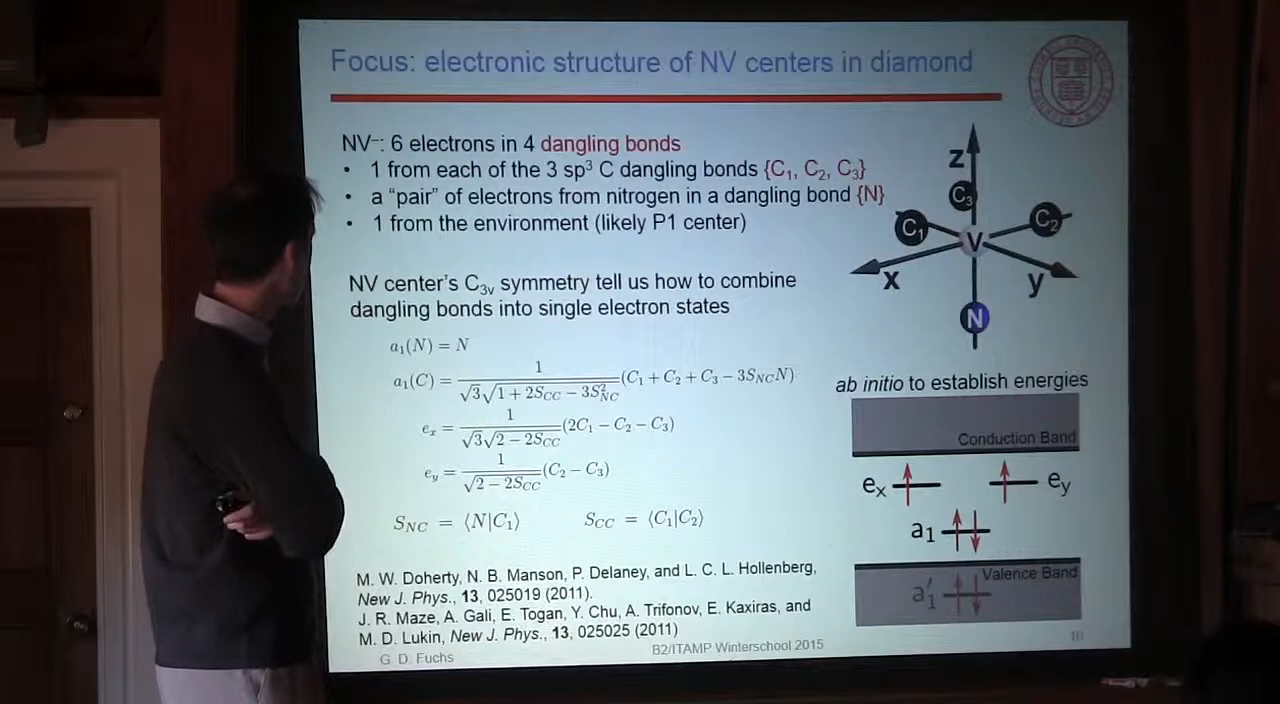 Focus: electronic structure of NV centers in diamond
NV⁻: 6 electrons in 4 dangling bonds
• 1 from each of the 3 sp³ C dangling bonds {C₁, C₂, C₃}
• a “pair” of electrons from nitrogen in a dangling bond {N}
• 1 from the environment (likely P1 center)
NV center's C₃ᵥ symmetry tell us how to combine
dangling bonds into single electron states
a₁(N) = N
a₁(C) = 1 / (√3√(1 + 2S_CC − 3S²_NC)) (C₁ + C₂ + C₃ − 3S_NC N)
e_x = 1 / (√3√(2 − 2S_CC)) (2C₁ − C₂ − C₃)
e_y = 1 / √(2 − 2S_CC) (C₂ − C₃)
S_NC = ⟨N|C₁⟩ S_CC = ⟨C₁|C₂⟩
M. W. Doherty, N. B. Manson, P. Delaney, and L. C. L. Hollenberg,
New J. Phys., 13, 025019 (2011).
J. R. Maze, A. Gali, E. Togan, Y. Chu, A. Trifonov, E. Kaxiras, and
M. D. Lukin, New J. Phys., 13, 025025 (2011)
G. D. Fuchs
B2/ITAMP Winterschool 2015
10
z
C₃
C₁
C₂
V
x
y
N
ab initio to establish energies
Conduction Band
e_x
e_y
a₁
Valence Band
a₁′